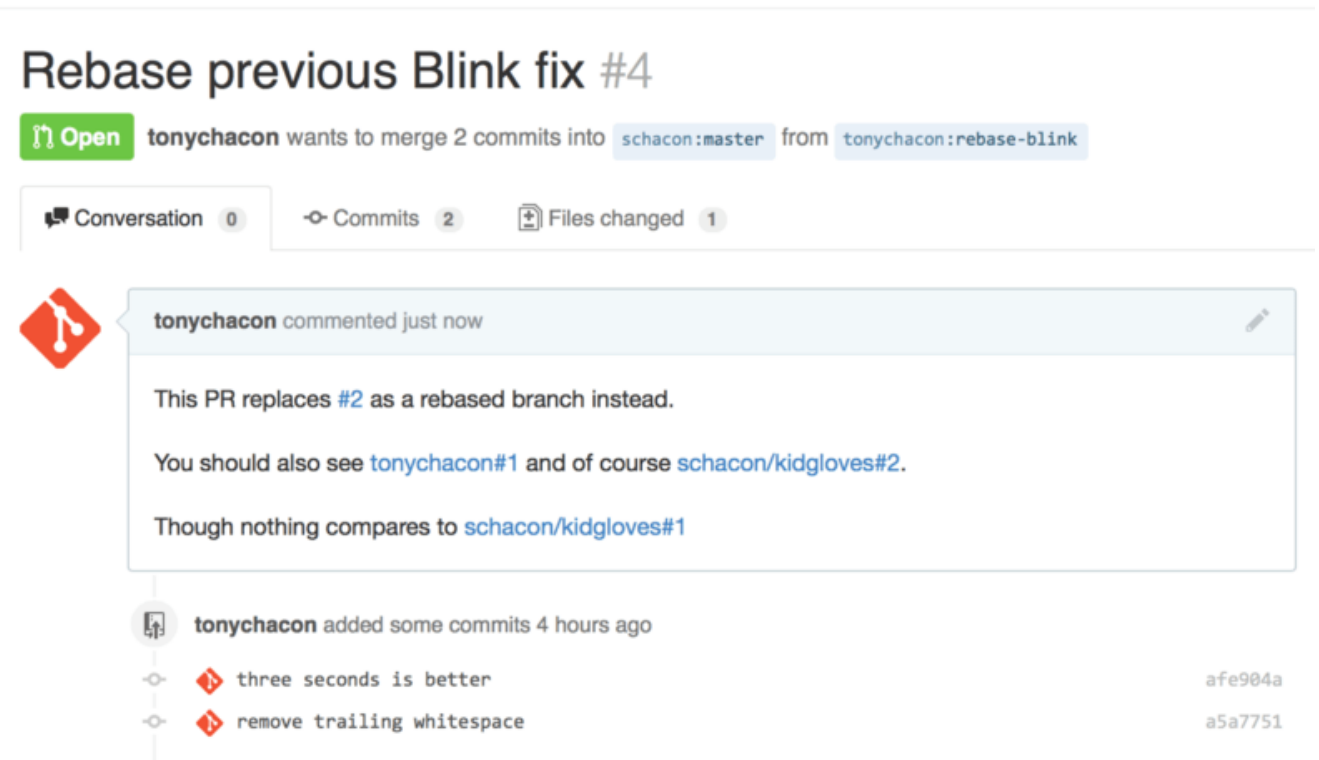 Rebase previous Blink fix #4
Open tonychacon wants to merge 2 commits into schacon:master from tonychacon:rebase-blink
Conversation 0 Commits 2 Files changed 1
tonychacon commented just now
This PR replaces #2 as a rebased branch instead.
You should also see tonychacon#1 and of course schacon/kidgloves#2.
Though nothing compares to schacon/kidgloves#1
tonychacon added some commits 4 hours ago
three seconds is better afe904a
remove trailing whitespace a5a7751